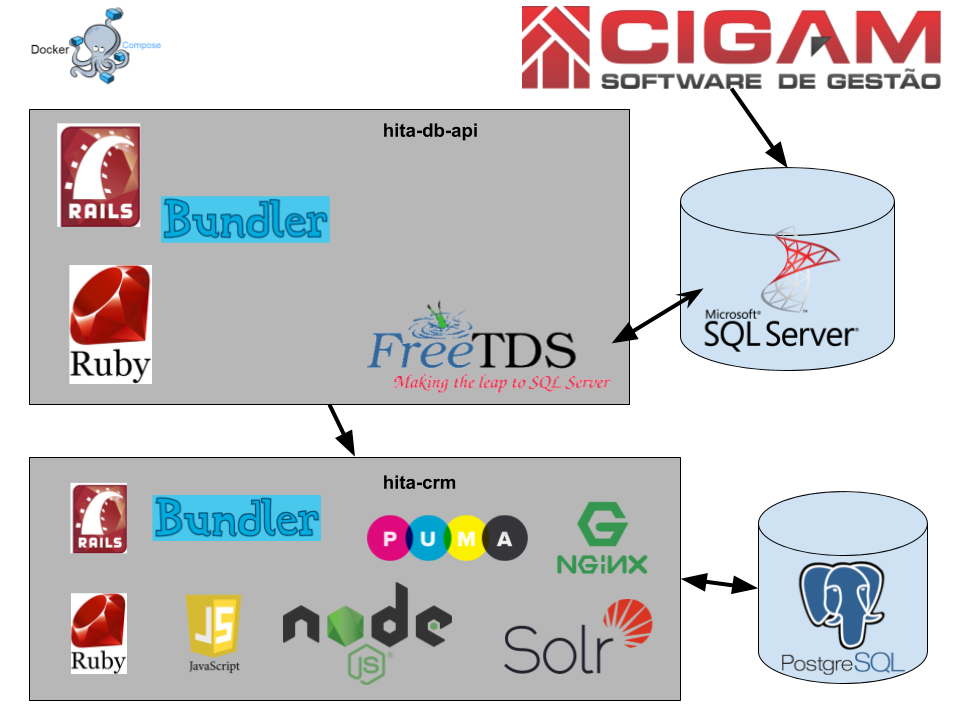 Docker
Compose
CIGAM
SOFTWARE DE GESTÃO
hita-db-api
RAILS
Bundler
Ruby
FreeTDS
Making the leap to SQL Server
Microsoft®
SQL Server®
hita-crm
RAILS
Bundler
PUMA
NGiNX
Ruby
JS
JavaScript
node
JS®
Solr
PostgreSQL